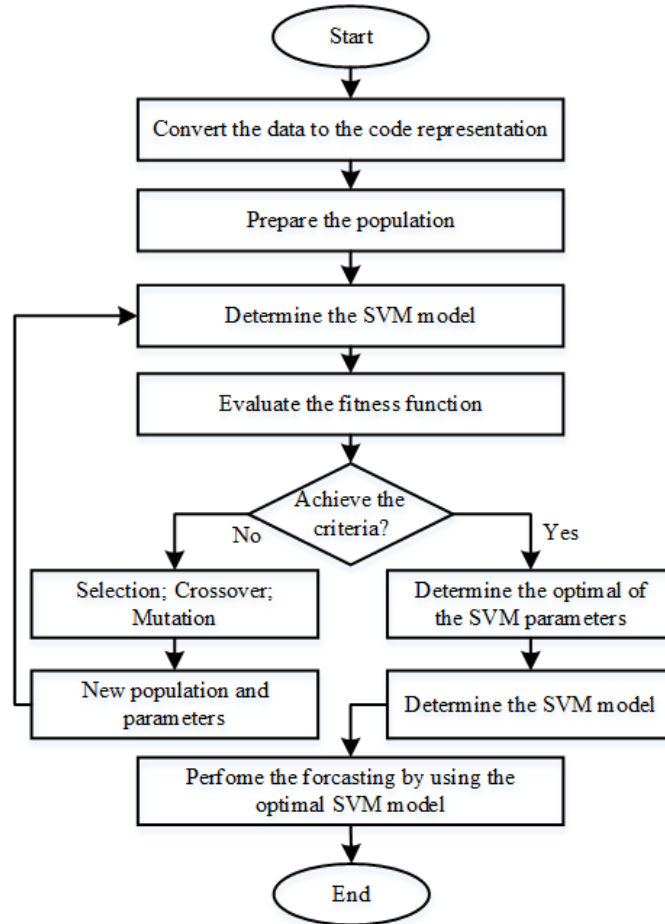 Start
Convert the data to the code representation
Prepare the population
Determine the SVM model
Evaluate the fitness function
Achieve the
criteria?
No
Yes
Selection; Crossover;
Mutation
Determine the optimal of
the SVM parameters
New population and
parameters
Determine the SVM model
Perfome the forcasting by using the
optimal SVM model
End